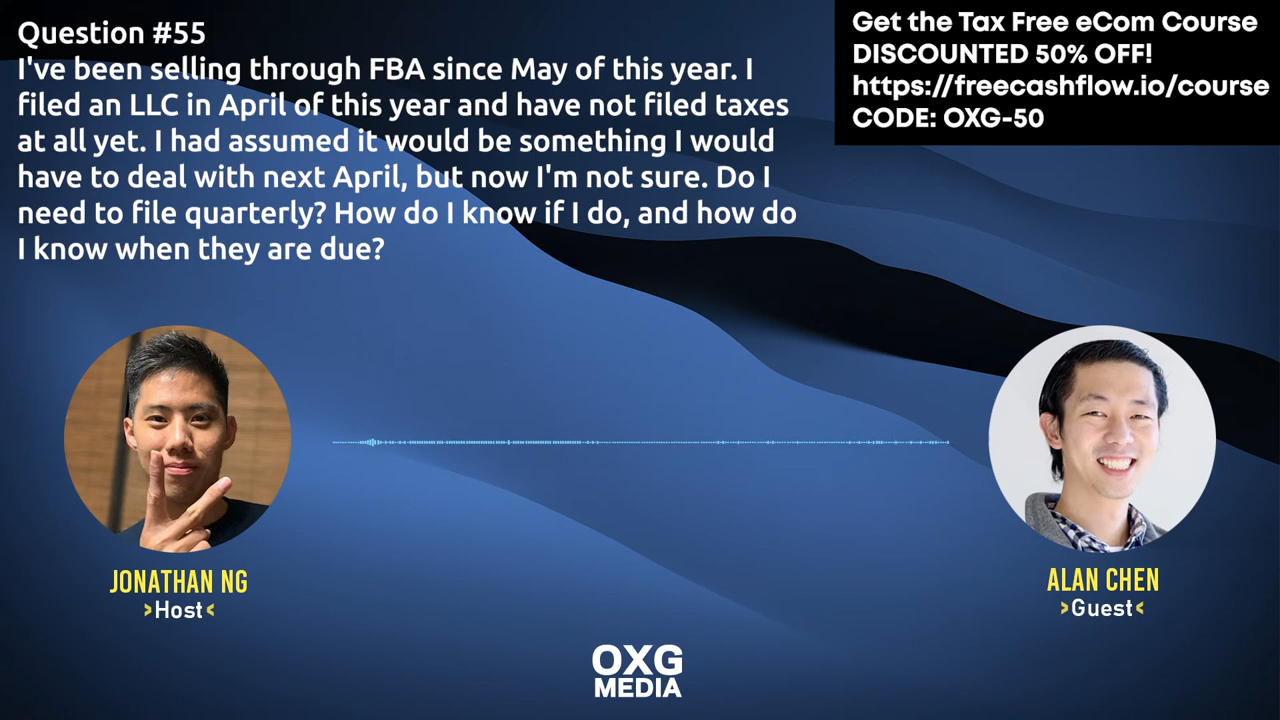 Question #55
I've been selling through FBA since May of this year. I
filed an LLC in April of this year and have not filed taxes
at all yet. I had assumed it would be something I would
have to deal with next April, but now I'm not sure. Do I
need to file quarterly? How do I know if I do, and how do
I know when they are due?
Get the Tax Free eCom Course
DISCOUNTED 50% OFF!
https://freecashflow.io/course
CODE: OXG-50
JONATHAN NG
>Host<
ALAN CHEN
>Guest<
OXG
MEDIA